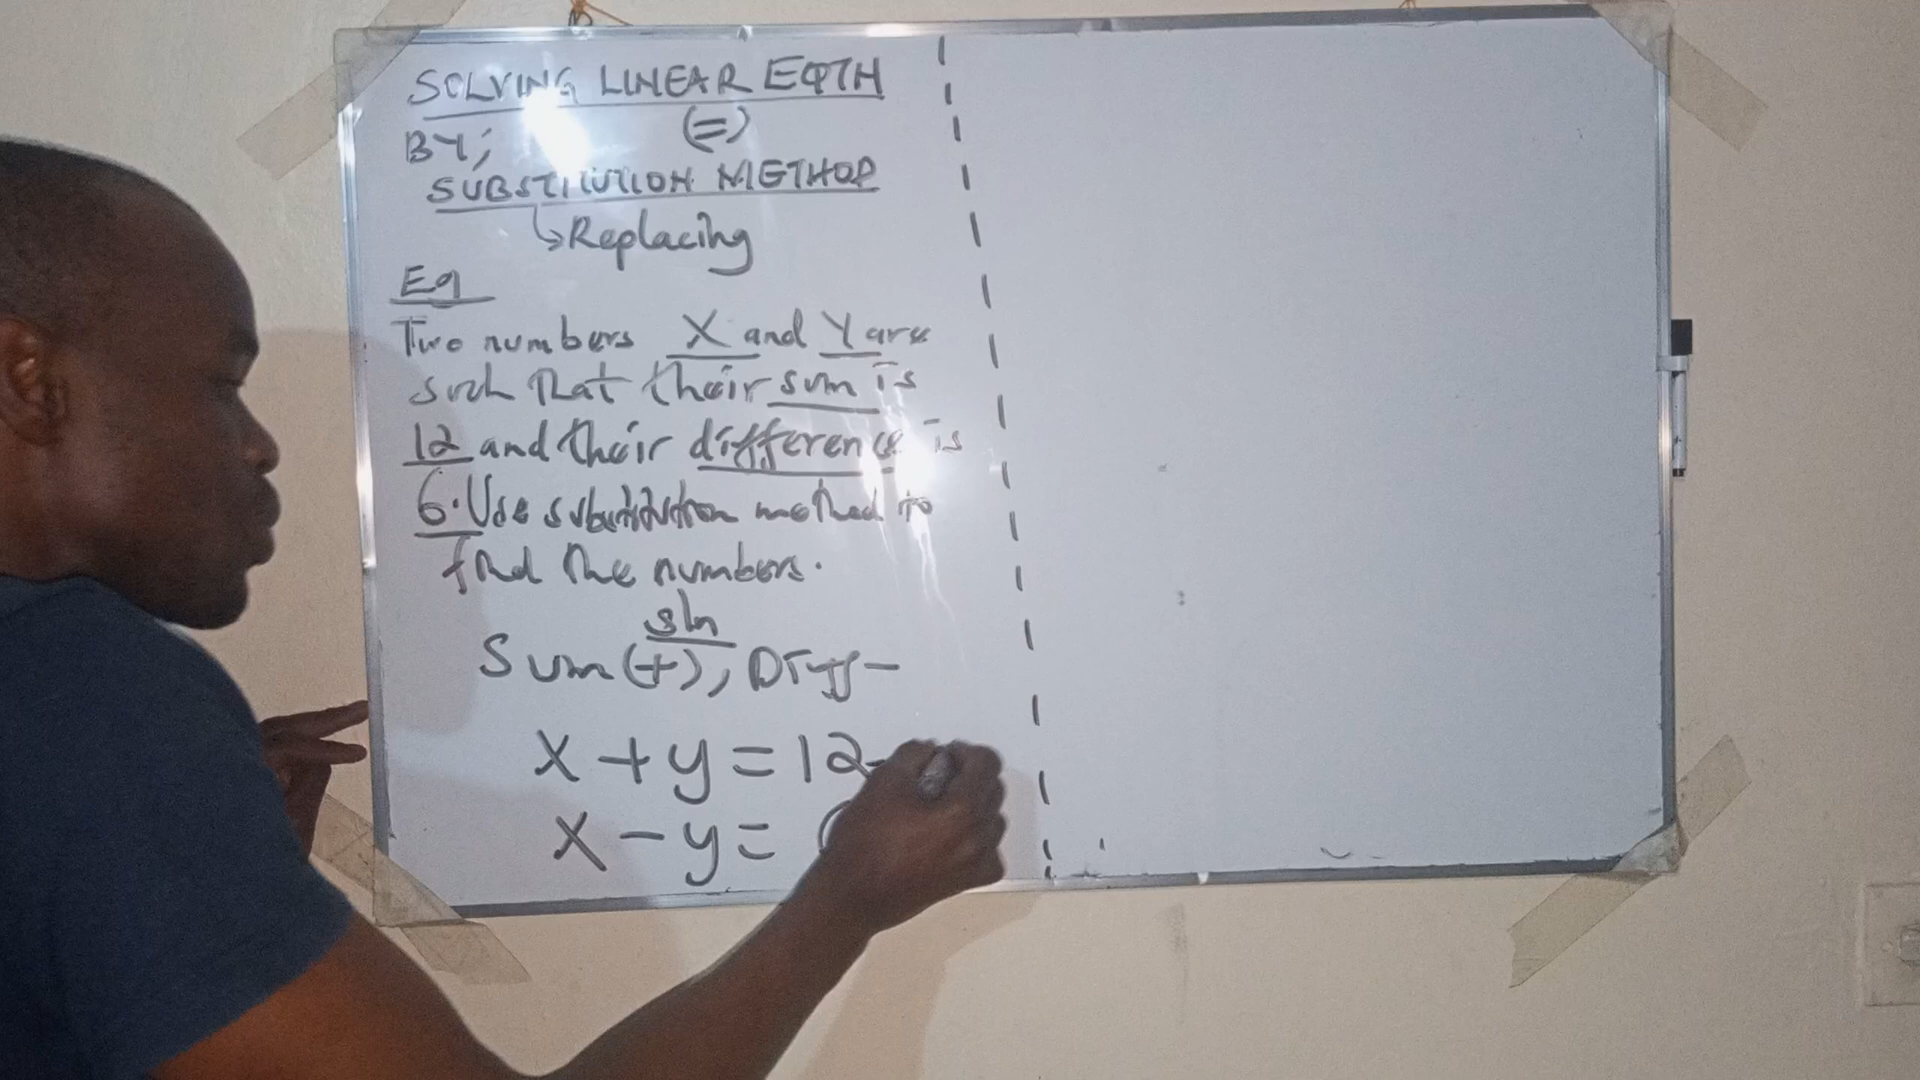 SOLVING LINEAR EQTN
BY; (=)
SUBSTITUTION METHOD
↳Replacing
Eg
Two numbers X and Y are
such that their sum is
12 and their difference is
6. Use substitution method to
find the numbers.
sln
Sum (+), Diff -
x + y = 12
x - y =